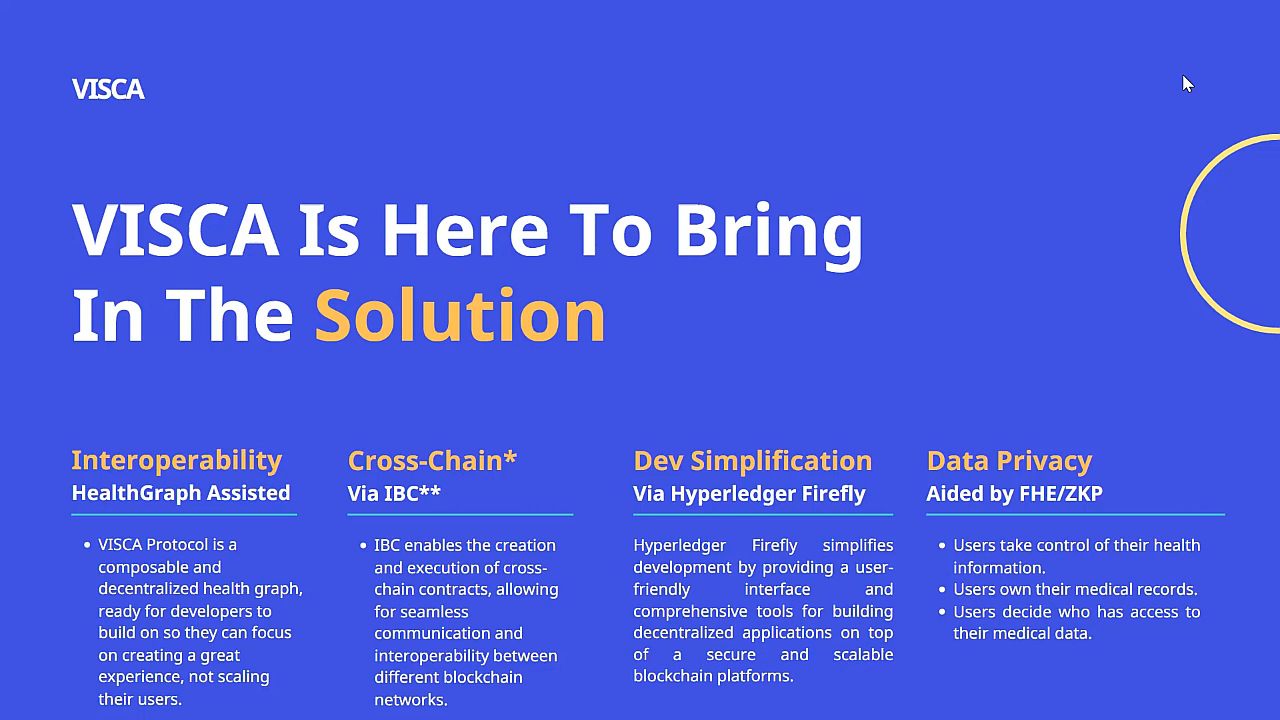 VISCA
VISCA Is Here To Bring
In The Solution
Interoperability
HealthGraph Assisted
• VISCA Protocol is a
composable and
decentralized health graph,
ready for developers to
build on so they can focus
on creating a great
experience, not scaling
their users.
Cross-Chain*
Via IBC**
• IBC enables the creation
and execution of cross-
chain contracts, allowing
for seamless
communication and
interoperability between
different blockchain
networks.
Dev Simplification
Via Hyperledger Firefly
Hyperledger Firefly simplifies
development by providing a user-
friendly interface and
comprehensive tools for building
decentralized applications on top
of a secure and scalable
blockchain platforms.
Data Privacy
Aided by FHE/ZKP
• Users take control of their health
information.
• Users own their medical records.
• Users decide who has access to
their medical data.